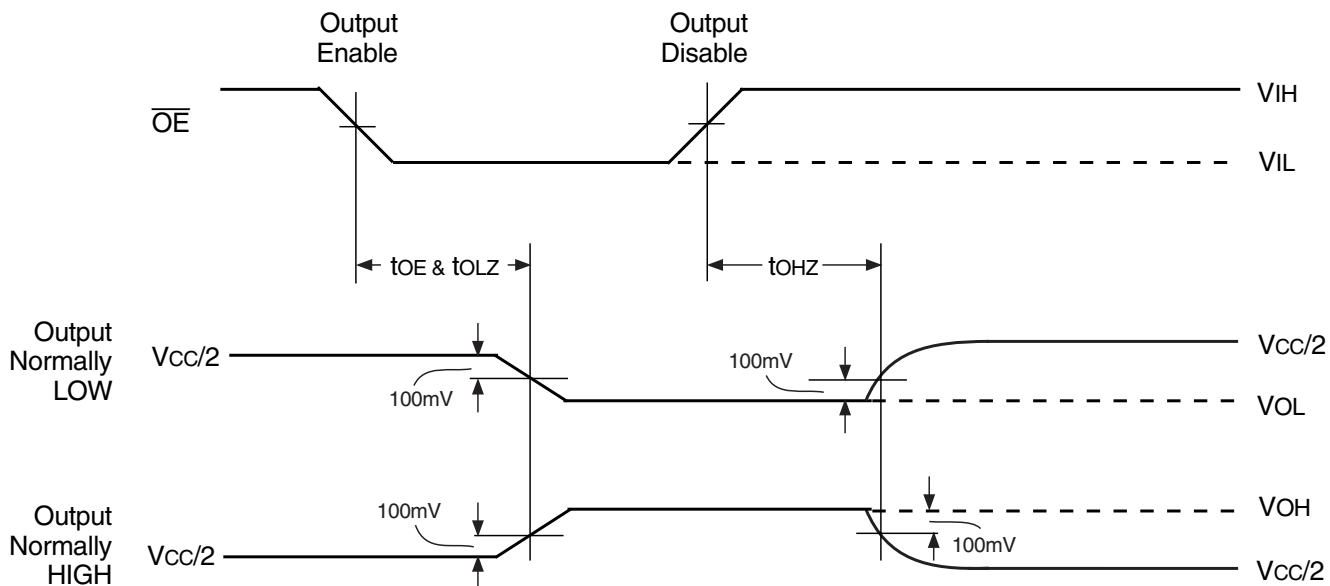 Output
Enable
Output
Disable
OE
VIH
VIL
tOE & tOLZ
tOHZ
Output
Normally
LOW
VCC/2
100mV
100mV
VCC/2
VOL
Output
Normally
HIGH
VCC/2
100mV
VOH
100mV
VCC/2